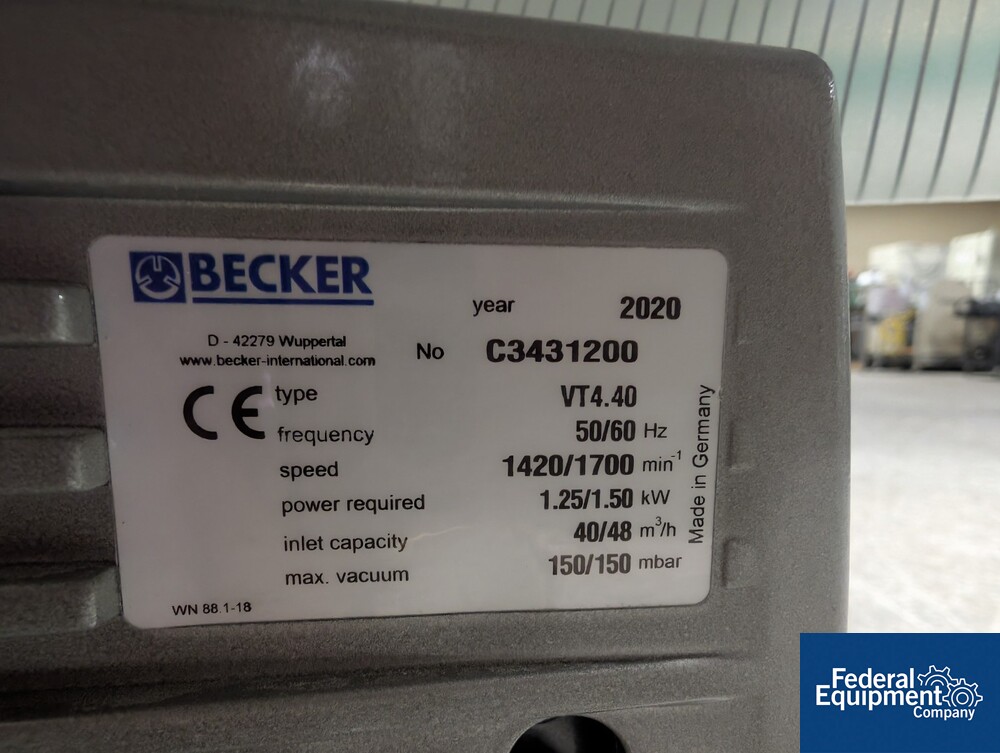 BECKER
year 2020
D - 42279 Wuppertal
www.becker-international.com
No C3431200
CE
type VT4.40
frequency 50/60 Hz
speed 1420/1700 min⁻¹
power required 1.25/1.50 kW
inlet capacity 40/48 m³/h
max. vacuum 150/150 mbar
Made in Germany
WN 88.1-18
Federal
Equipment
Company